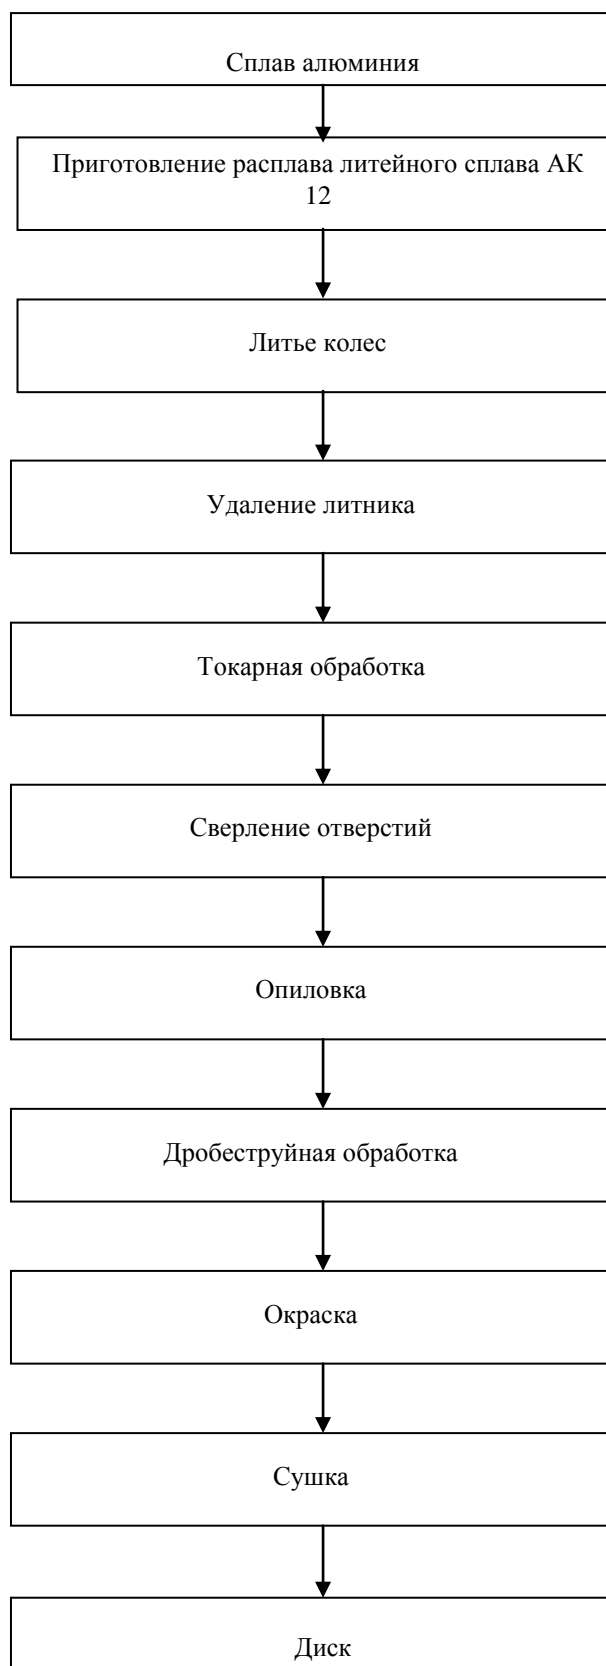 Сплав алюминия
Приготовление расплава литейного сплава АК
12
Литье колес
Удаление литника
Токарная обработка
Сверление отверстий
Опиловка
Дробеструйная обработка
Окраска
Сушка
Диск